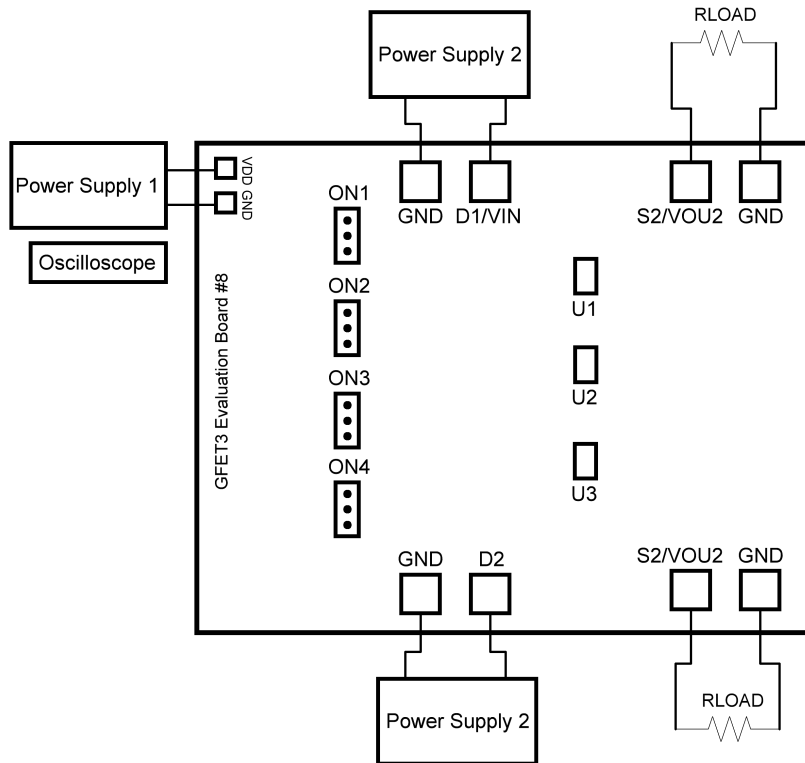 RLOAD
Power Supply 2
Power Supply 1
VDD
GND
Oscilloscope
GND
D1/VIN
S2/VOU2
GND
ON1
ON2
ON3
ON4
GFET3 Evaluation Board #8
U1
U2
U3
GND
D2
S2/VOU2
GND
Power Supply 2
RLOAD